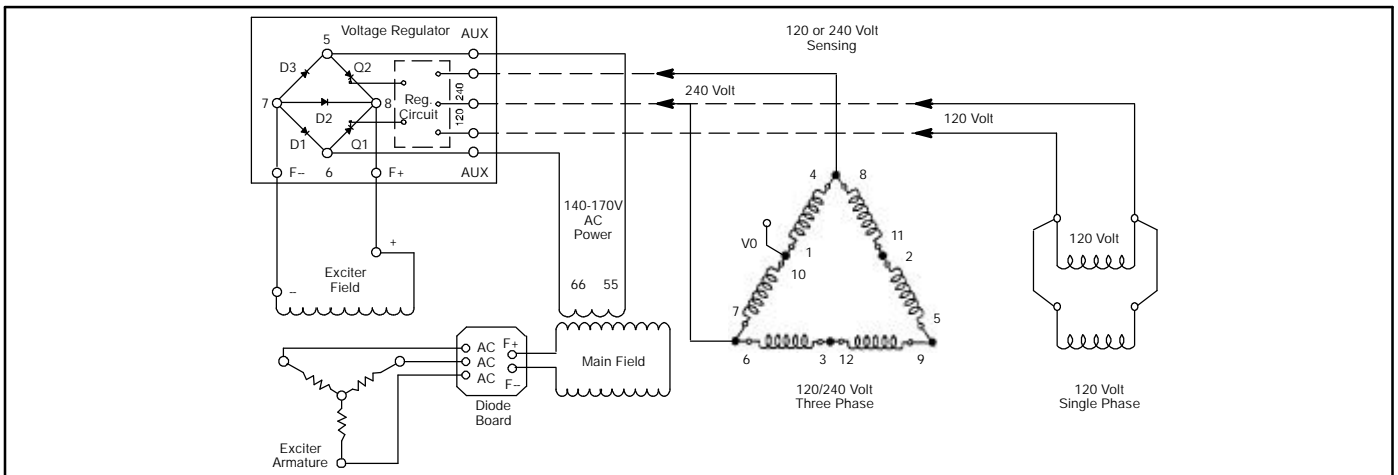 Voltage Regulator
AUX
5
D3
Q2
7
8
D2
D1
Q1
6
Reg.
Circuit
240
120
F--
F+
AUX
120 or 240 Volt
Sensing
240 Volt
120 Volt
140-170V
AC
Power
66
55
+
--
Exciter
Field
4
8
V0
1
11
10
2
7
5
6
3
12
9
120/240 Volt
Three Phase
120 Volt
120 Volt
Single Phase
AC
AC
AC
F+
F--
Diode
Board
Main Field
Exciter
Armature